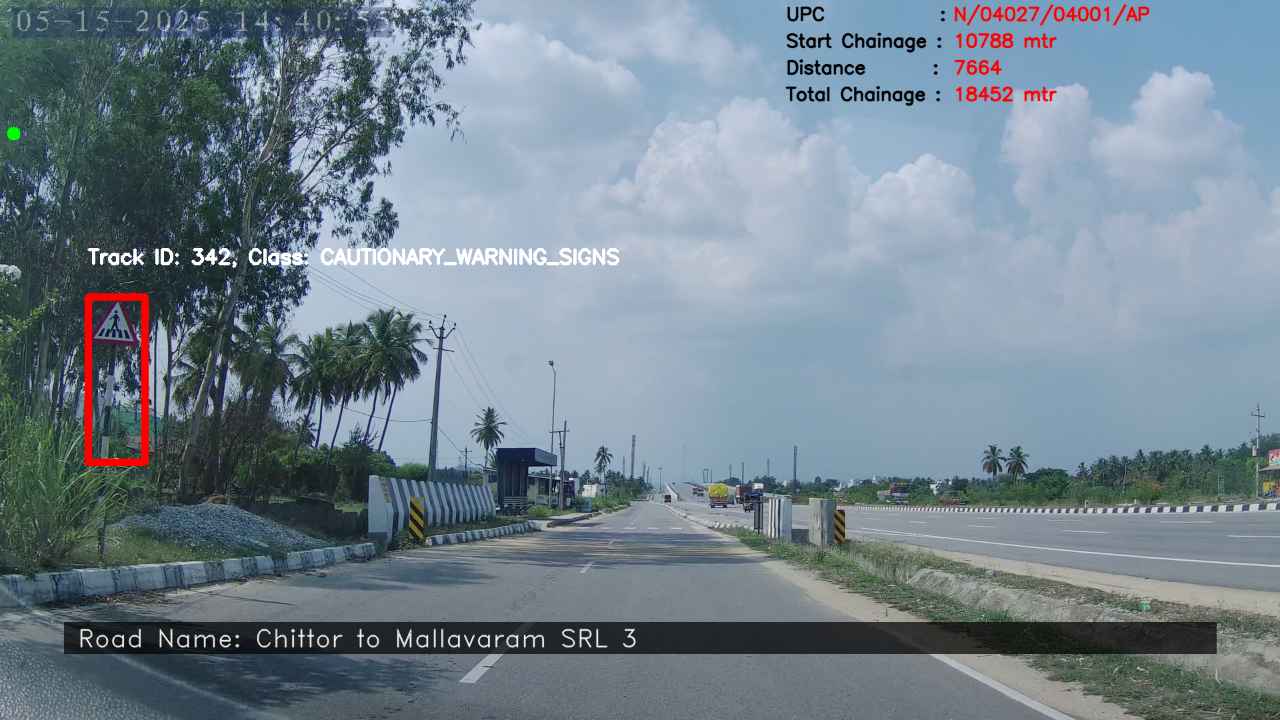 05-15-2025 14:40:55
UPC : N/04027/04001/AP
Start Chainage : 10788 mtr
Distance : 7664
Total Chainage : 18452 mtr
Track ID: 342, Class: CAUTIONARY_WARNING_SIGNS
Road Name: Chittor to Mallavaram SRL 3